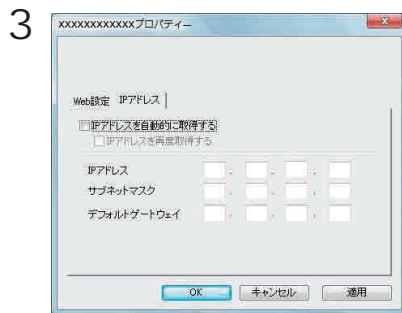 3
xxxxxxxxxxxxプロパティー
Web設定 IPアドレス
IPアドレスを自動的に取得する
IPアドレスを再度取得する
IPアドレス . . .
サブネットマスク . . .
デフォルトゲートウェイ . . .
OK キャンセル 適用